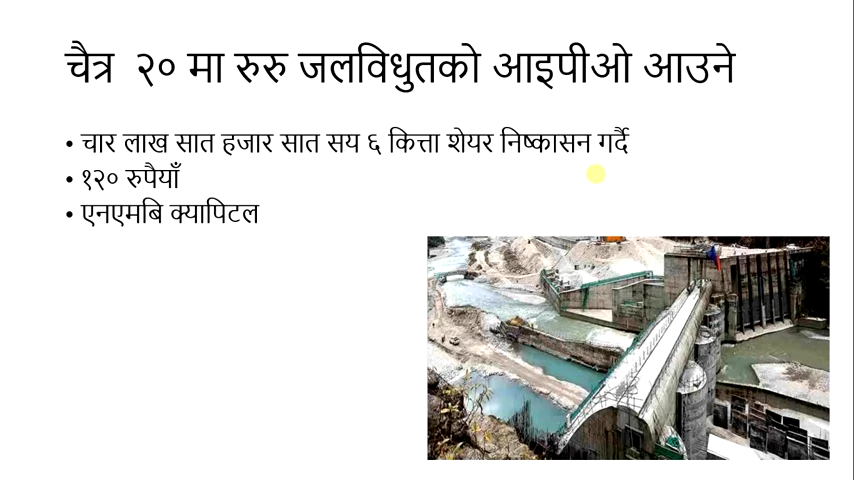 चैत्र २० मा रुरु जलविधुतको आइपीओ आउने
• चार लाख सात हजार सात सय ६ कित्ता शेयर निष्कासन गर्दै
• १२० रुपैयाँ
• एनएमबि क्यापिटल